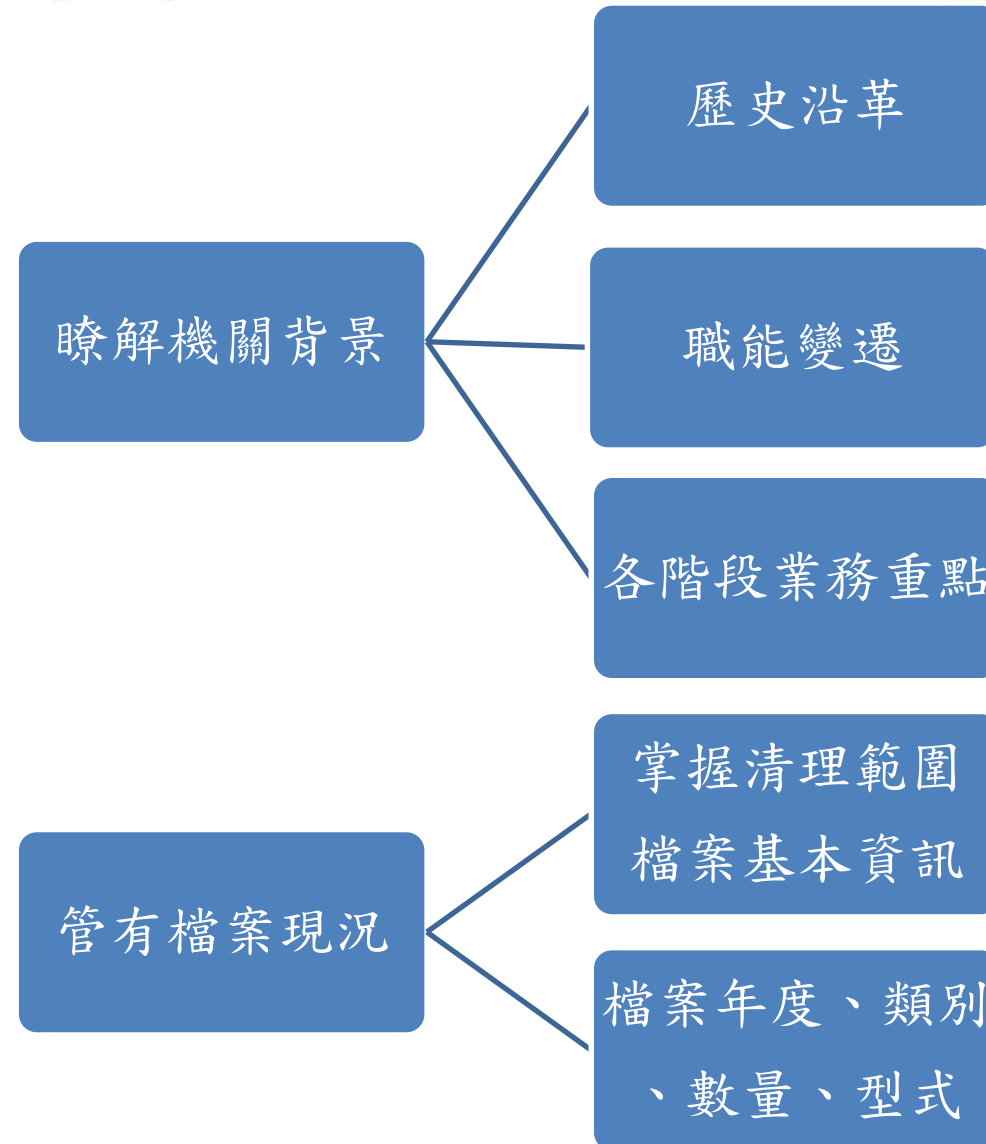 瞭解機關背景
歷史沿革
職能變遷
各階段業務重點
管有檔案現況
掌握清理範圍
檔案基本資訊
檔案年度、類別
、數量、型式